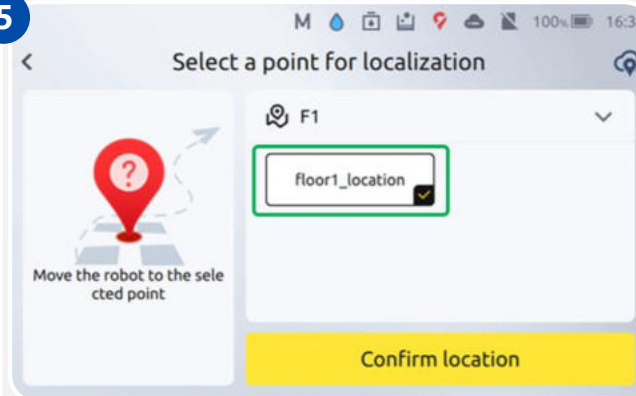 5
M 100% 16:3
Select a point for localization
F1
?
floor1_location
Move the robot to the sele
cted point
Confirm location